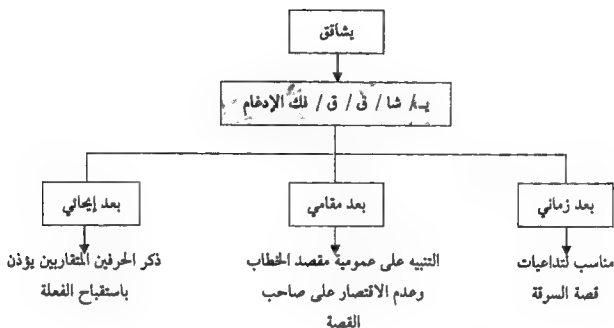 يشاقق
يـ / شا / ق / ق / فك الإدغام
بعد زماني
بعد مقامي
بعد إيحائي
مناسب لتداعيات
قصة السرقة
التنبيه على عمومية مقصد الخطاب
وعدم الاقتصار على صاحب
القصة
ذكر الحرفين المتقاربين يؤذن
باستقباح الفعلة